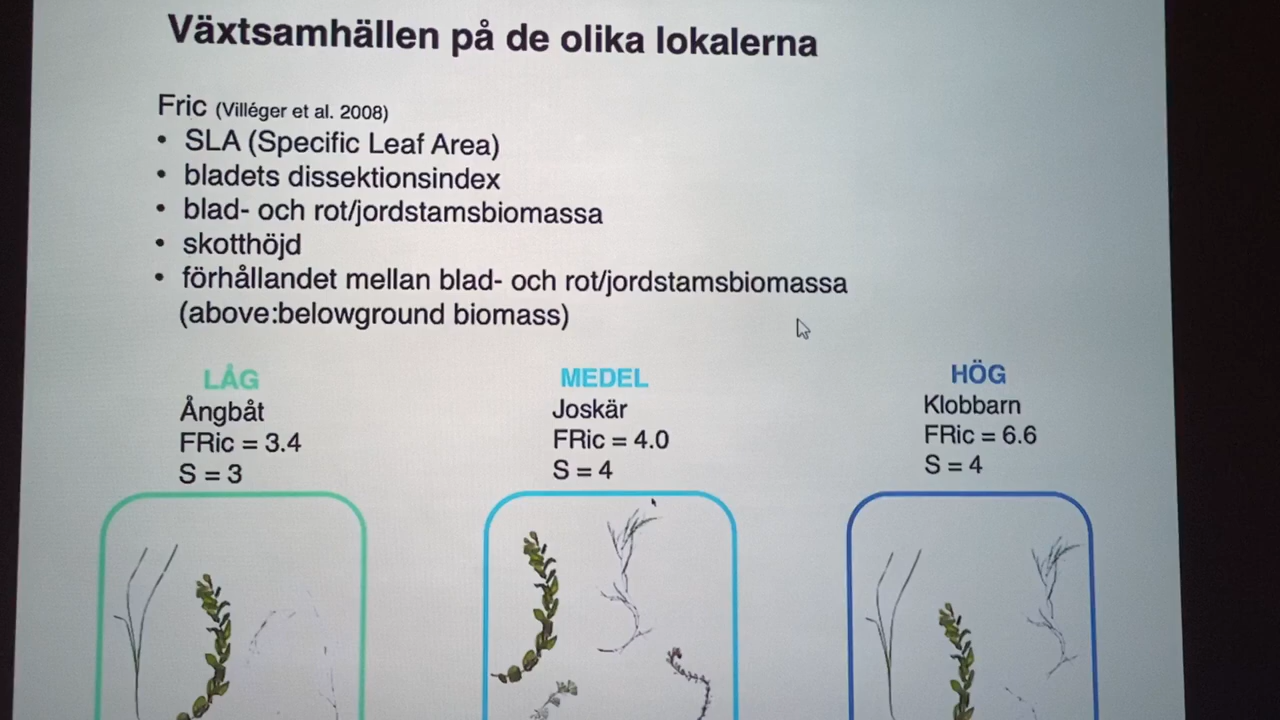 Växtsamhällen på de olika lokalerna
Fric (Villéger et al. 2008)
• SLA (Specific Leaf Area)
• bladets dissektionsindex
• blad- och rot/jordstamsbiomassa
• skotthöjd
• förhållandet mellan blad- och rot/jordstamsbiomassa
(above:belowground biomass)
LÅG
Ångbåt
FRic = 3.4
S = 3
MEDEL
Joskär
FRic = 4.0
S = 4
HÖG
Klobbarn
FRic = 6.6
S = 4